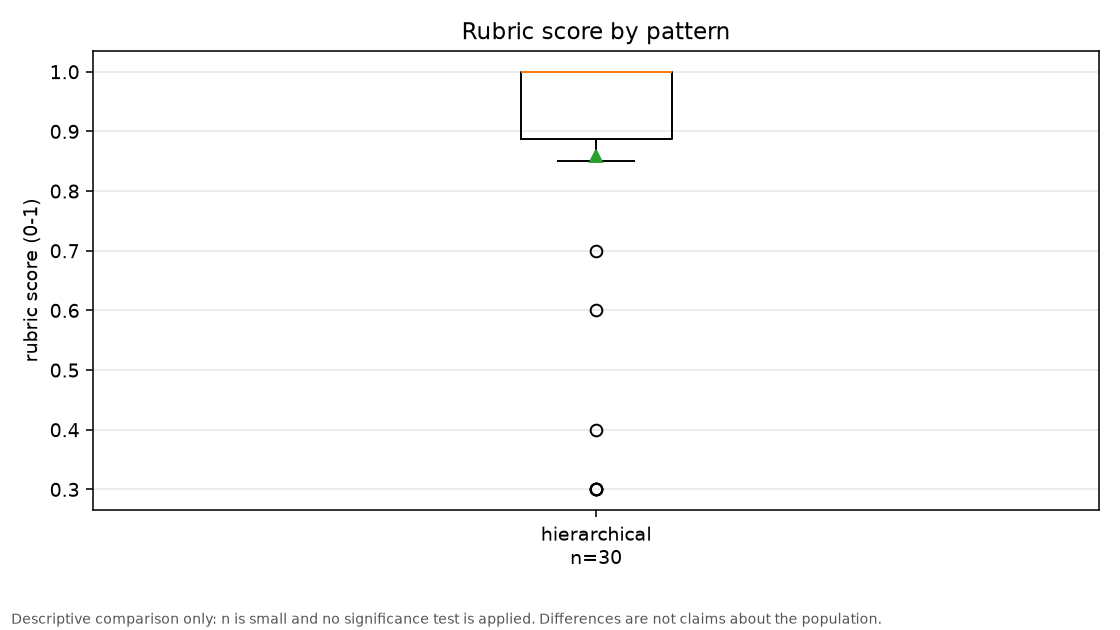 Rubric score by pattern
rubric score (0-1)
1.0
0.9
0.8
0.7
0.6
0.5
0.4
0.3
hierarchical
n=30
Descriptive comparison only: n is small and no significance test is applied. Differences are not claims about the population.